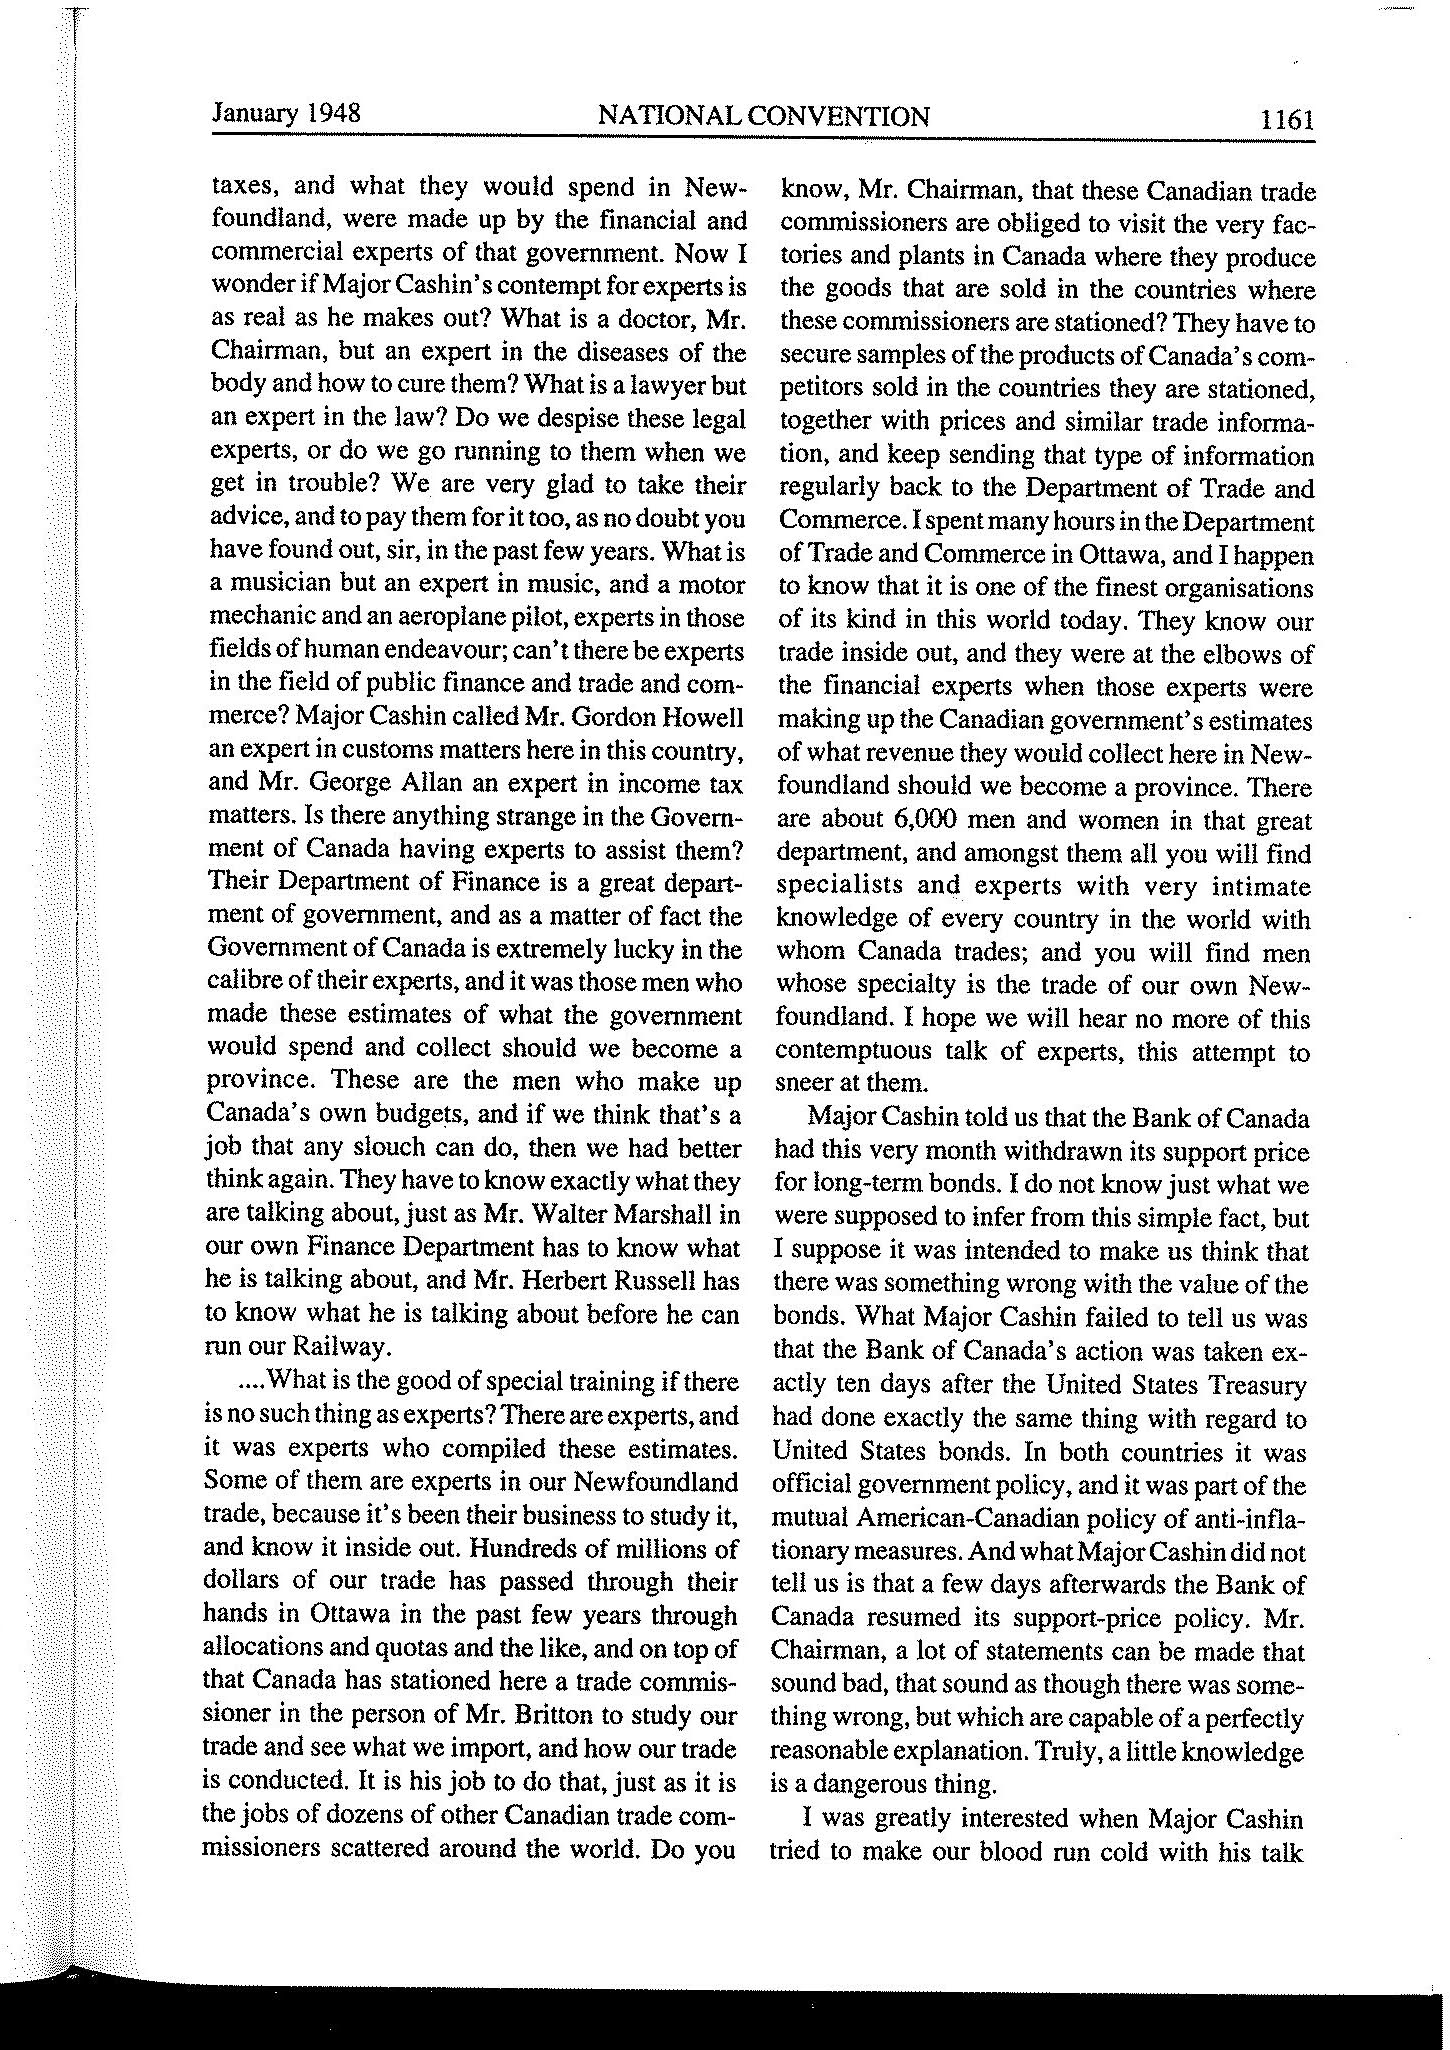 January 1948
NATIONAL CONVENTION
1161
taxes, and what they would spend in New-
foundland, were made up by the financial and
commercial experts of that government. Now I
wonder if Major Cashin's contempt for experts is
as real as he makes out? What is a doctor, Mr.
Chairman, but an expert in the diseases of the
body and how to cure them? What is a lawyer but
an expert in the law? Do we despise these legal
experts, or do we go running to them when we
get in trouble? We are very glad to take their
advice, and to pay them for it too, as no doubt you
have found out, sir, in the past few years. What is
a musician but an expert in music, and a motor
mechanic and an aeroplane pilot, experts in those
fields of human endeavour; can't there be experts
in the field of public finance and trade and com-
merce? Major Cashin called Mr. Gordon Howell
an expert in customs matters here in this country,
and Mr. George Allan an expert in income tax
matters. Is there anything strange in the Govern-
ment of Canada having experts to assist them?
Their Department of Finance is a great depart-
ment of government, and as a matter of fact the
Government of Canada is extremely lucky in the
calibre of their experts, and it was those men who
made these estimates of what the government
would spend and collect should we become a
province. These are the men who make up
Canada's own budgets, and if we think that's a
job that any slouch can do, then we had better
think again. They have to know exactly what they
are talking about, just as Mr. Walter Marshall in
our own Finance Department has to know what
he is talking about, and Mr. Herbert Russell has
to know what he is talking about before he can
run our Railway.
....What is the good of special training if there
is no such thing as experts? There are experts, and
it was experts who compiled these estimates.
Some of them are experts in our Newfoundland
trade, because it's been their business to study it,
and know it inside out. Hundreds of millions of
dollars of our trade has passed through their
hands in Ottawa in the past few years through
allocations and quotas and the like, and on top of
that Canada has stationed here a trade commis-
sioner in the person of Mr. Britton to study our
trade and see what we import, and how our trade
is conducted. It is his job to do that, just as it is
the jobs of dozens of other Canadian trade com-
missioners scattered around the world. Do you
know, Mr. Chairman, that these Canadian trade
commissioners are obliged to visit the very fac-
tories and plants in Canada where they produce
the goods that are sold in the countries where
these commissioners are stationed? They have to
secure samples of the products of Canada's com-
petitors sold in the countries they are stationed,
together with prices and similar trade informa-
tion, and keep sending that type of information
regularly back to the Department of Trade and
Commerce. I spent many hours in the Department
of Trade and Commerce in Ottawa, and I happen
to know that it is one of the finest organisations
of its kind in this world today. They know our
trade inside out, and they were at the elbows of
the financial experts when those experts were
making up the Canadian government's estimates
of what revenue they would collect here in New-
foundland should we become a province. There
are about 6,000 men and women in that great
department, and amongst them all you will find
specialists and experts with very intimate
knowledge of every country in the world with
whom Canada trades; and you will find men
whose specialty is the trade of our own New-
foundland. I hope we will hear no more of this
contemptuous talk of experts, this attempt to
sneer at them.
Major Cashin told us that the Bank of Canada
had this very month withdrawn its support price
for long-term bonds. I do not know just what we
were supposed to infer from this simple fact, but
I suppose it was intended to make us think that
there was something wrong with the value of the
bonds. What Major Cashin failed to tell us was
that the Bank of Canada's action was taken ex-
actly ten days after the United States Treasury
had done exactly the same thing with regard to
United States bonds. In both countries it was
official government policy, and it was part of the
mutual American-Canadian policy of anti-infla-
tionary measures. And what Major Cashin did not
tell us is that a few days afterwards the Bank of
Canada resumed its support-price policy. Mr.
Chairman, a lot of statements can be made that
sound bad, that sound as though there was some-
thing wrong, but which are capable of a perfectly
reasonable explanation. Truly, a little knowledge
is a dangerous thing.
I was greatly interested when Major Cashin
tried to make our blood run cold with his talk